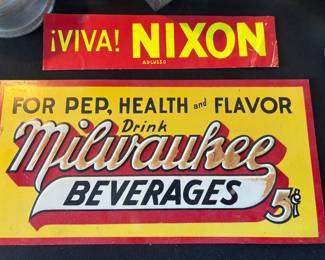 ¡VIVA! NIXON
FOR PEP, HEALTH and FLAVOR
Drink
Milwaukee
BEVERAGES 5¢